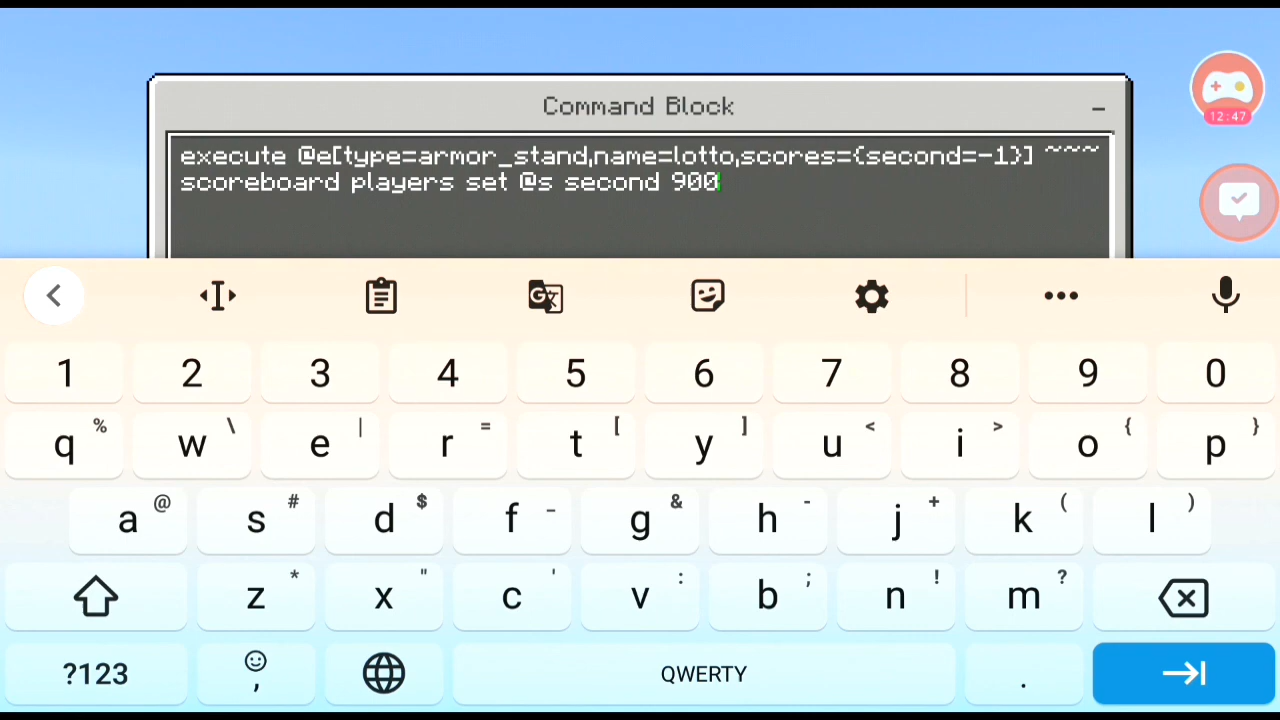 12:47
Command Block
execute @e[type=armor_stand,name=lotto,scores={second=-1}] ~~~
scoreboard players set @s second 900
1 2 3 4 5 6 7 8 9 0
% \ | = [ ] < > { }
q w e r t y u i o p
@ # $ _ & - + ( )
a s d f g h j k l
* " ' : ; ! ?
z x c v b n m
?123 , QWERTY .